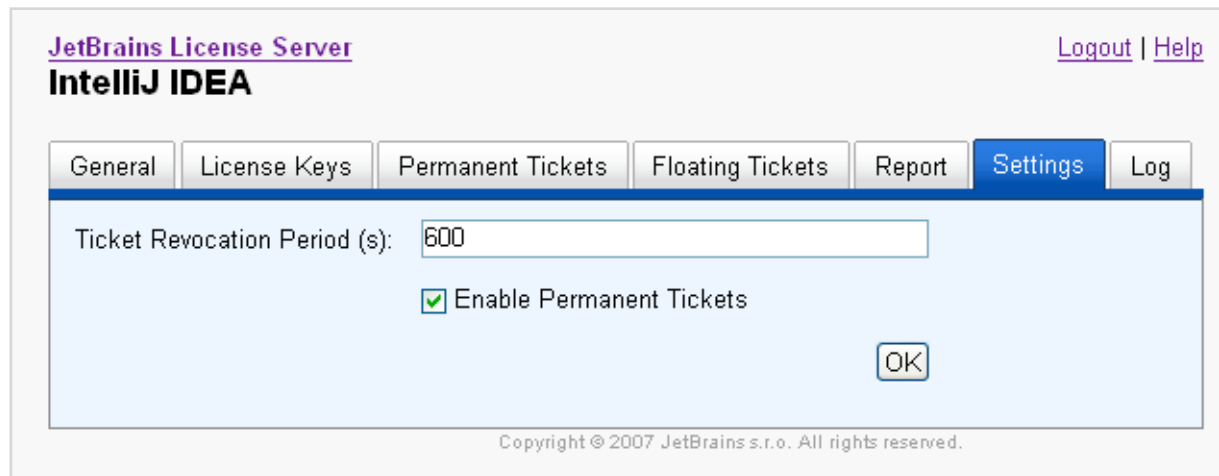 JetBrains License Server
Logout | Help
IntelliJ IDEA
General License Keys Permanent Tickets Floating Tickets Report Settings Log
Ticket Revocation Period (s): 600
Enable Permanent Tickets
OK
Copyright © 2007 JetBrains s.r.o. All rights reserved.